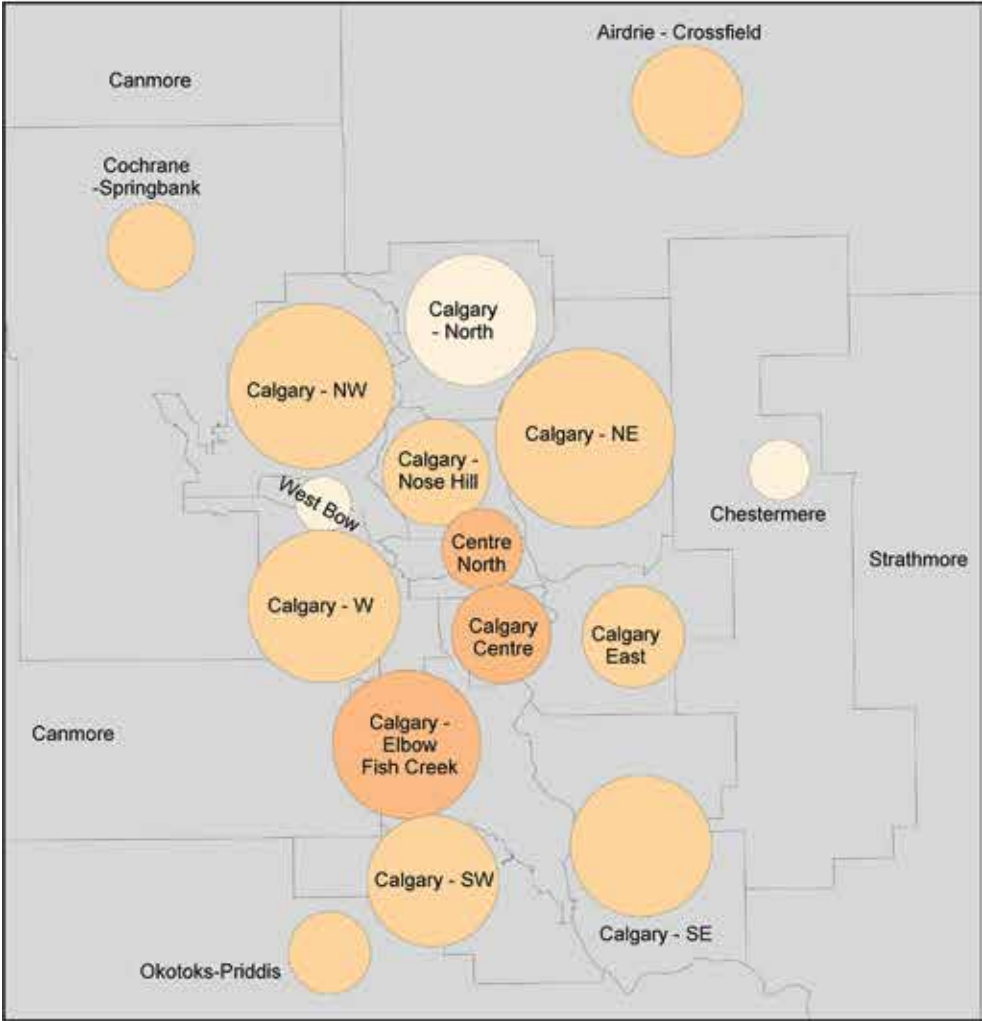 Airdrie - Crossfield
Canmore
Cochrane
-Springbank
Calgary
- North
Calgary - NW
Calgary - NE
Calgary -
Nose Hill
West Bow
Chestermere
Centre
North
Strathmore
Calgary - W
Calgary
Centre
Calgary
East
Canmore
Calgary -
Elbow
Fish Creek
Calgary - SW
Calgary - SE
Okotoks-Priddis